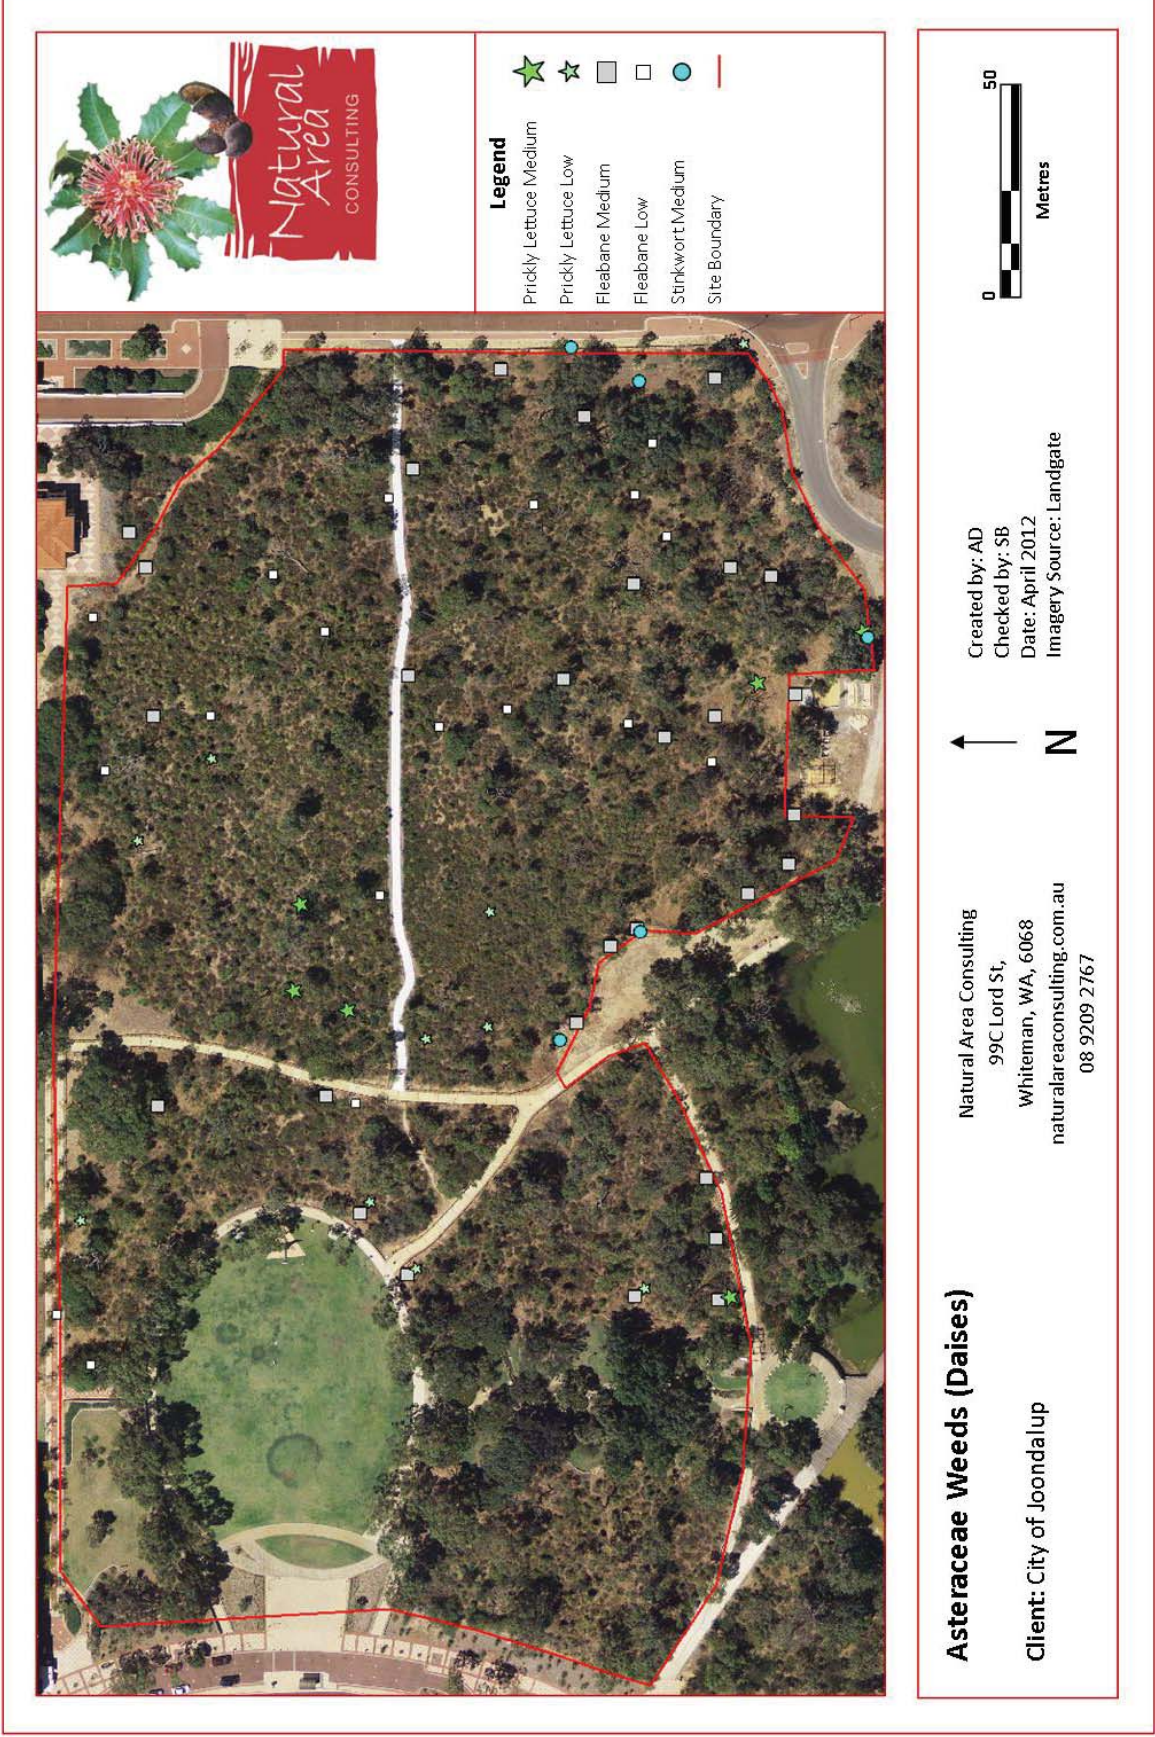 Natural
Area
CONSULTING
Legend
Prickly Lettuce Medium
Prickly Lettuce Low
Fleabane Medium
Fleabane Low
Stinkwort Medium
Site Boundary
Asteraceae Weeds (Daises)
Client: City of Joondalup
Natural Area Consulting
99C Lord St,
Whiteman, WA, 6068
naturalareaconsulting.com.au
08 9209 2767
N
Created by: AD
Checked by: SB
Date: April 2012
Imagery Source: Landgate
0 50
Metres